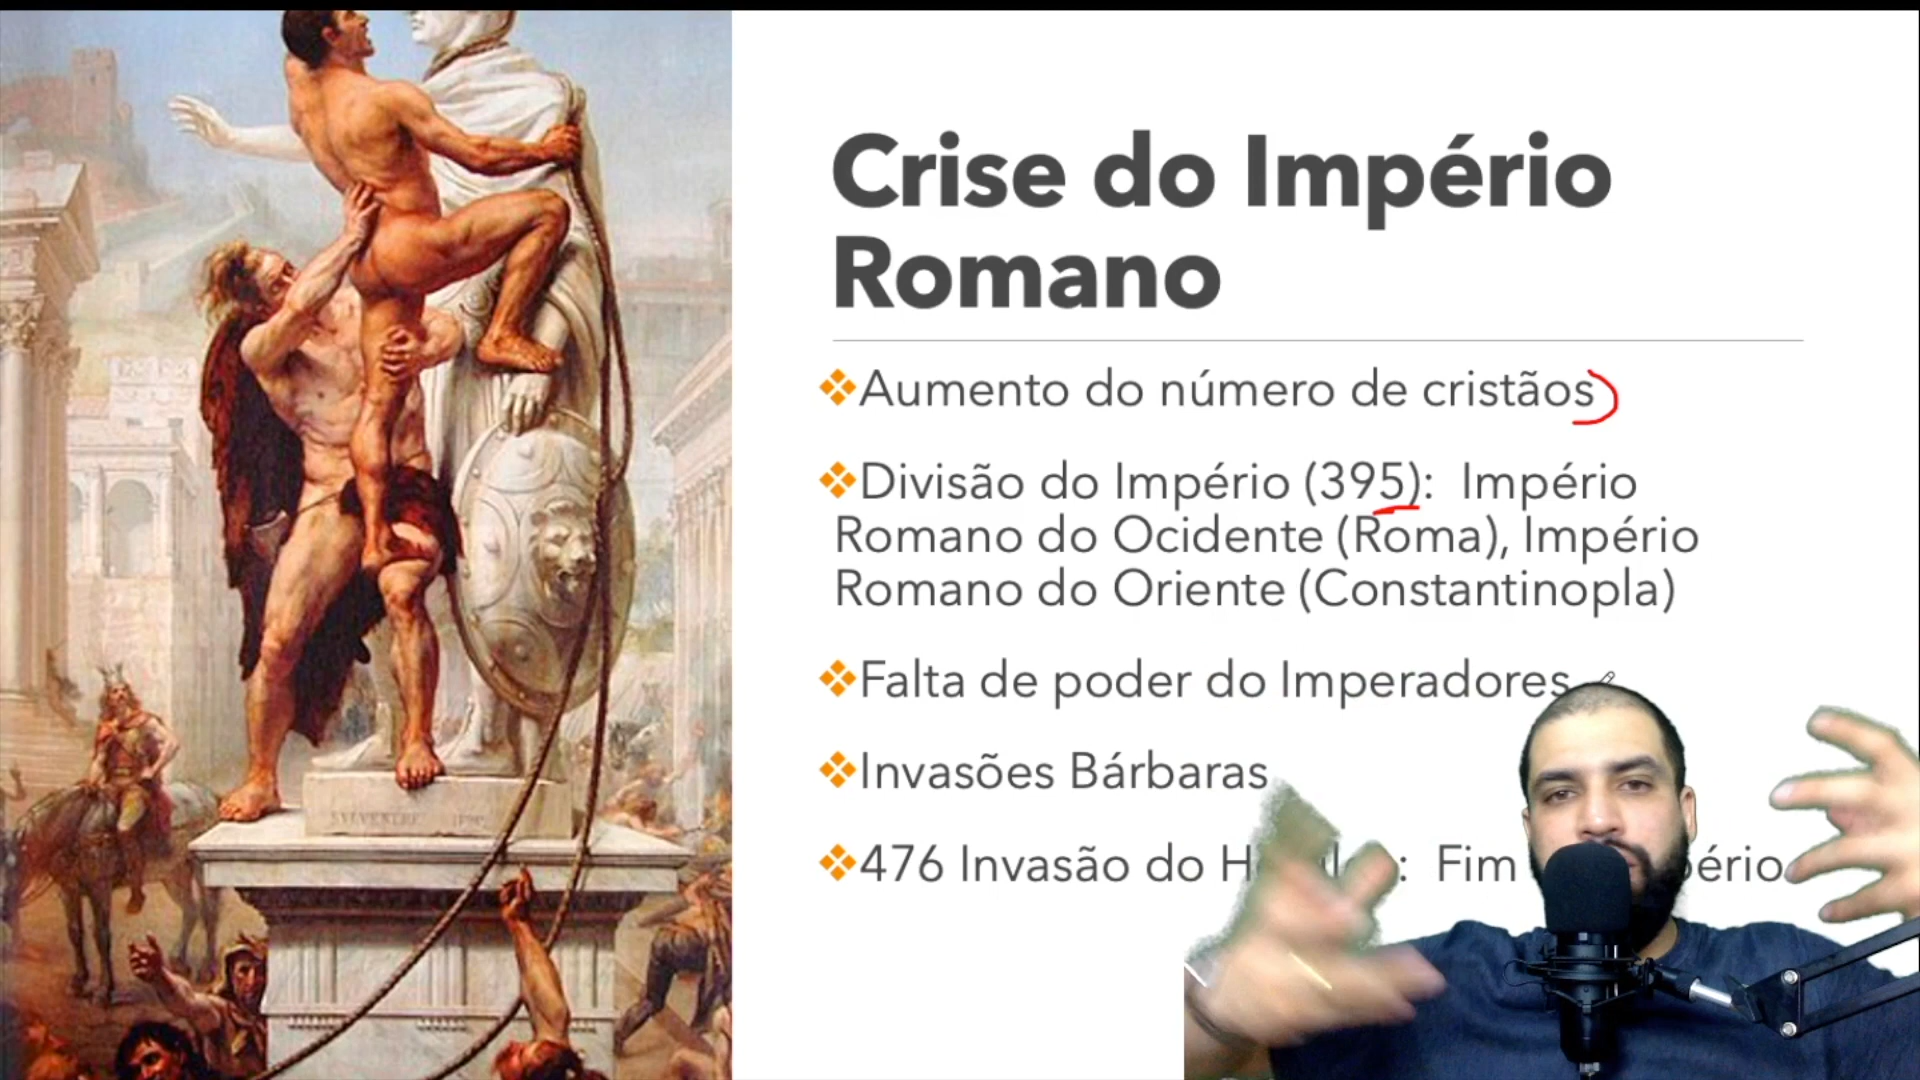 Crise do Império
Romano
Aumento do número de cristãos
Divisão do Império (395): Império
Romano do Ocidente (Roma), Império
Romano do Oriente (Constantinopla)
Falta de poder do Imperadores
Invasões Bárbaras
476 Invasão do : Fim
SYLVESTRE